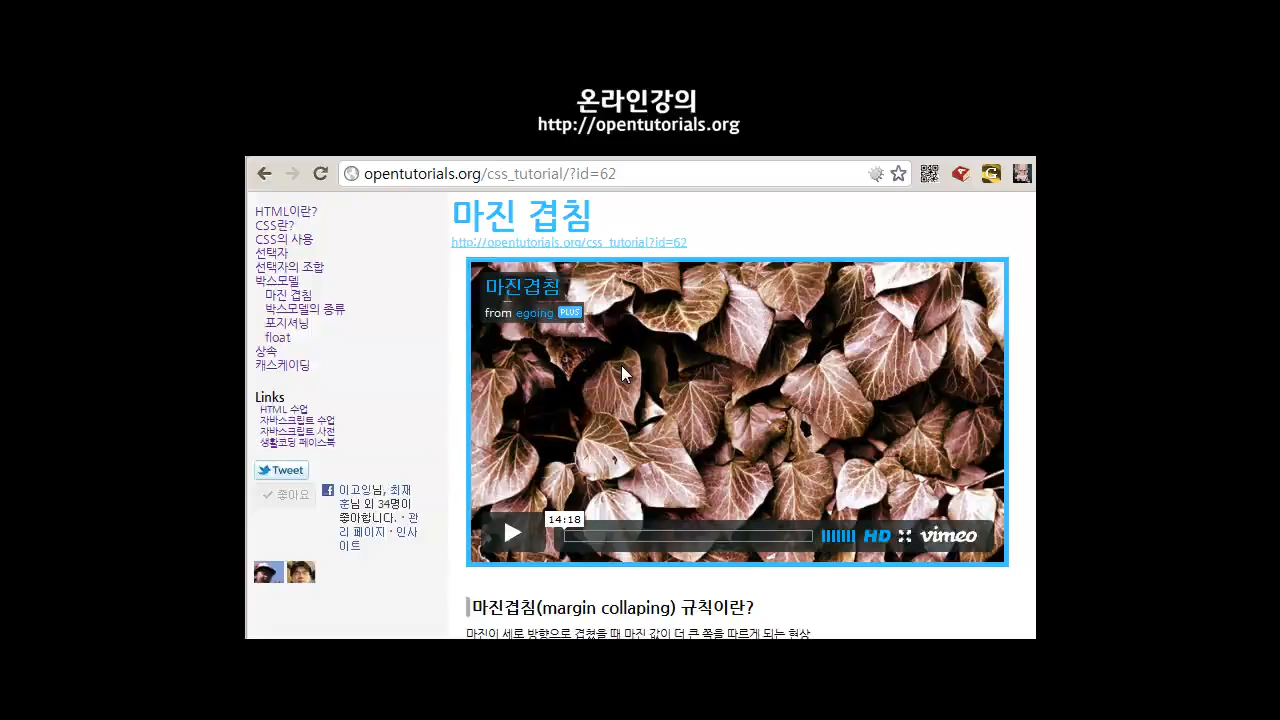 온라인강의
http://opentutorials.org
opentutorials.org/css_tutorial/?id=62
HTML이란?
CSS란?
CSS의 사용
선택자
선택자의 조합
박스모델
마진 겹침
박스모델의 종류
포지셔닝
float
상속
캐스케이딩
Links
HTML 수업
자바스크립트 수업
자바스크립트 사전
생활코딩 페이스북
Tweet
좋아요
이고잉님, 최재
훈님 외 34명이
좋아합니다. · 관
리 페이지 · 인사
이트
마진 겹침
http://opentutorials.org/css_tutorial?id=62
마진겹침
from egoing PLUS
14:18
HD
vimeo
마진겹침(margin collaping) 규칙이란?
마진이 세로 방향으로 겹쳤을 때 마진 값이 더 큰 쪽을 따르게 되는 현상